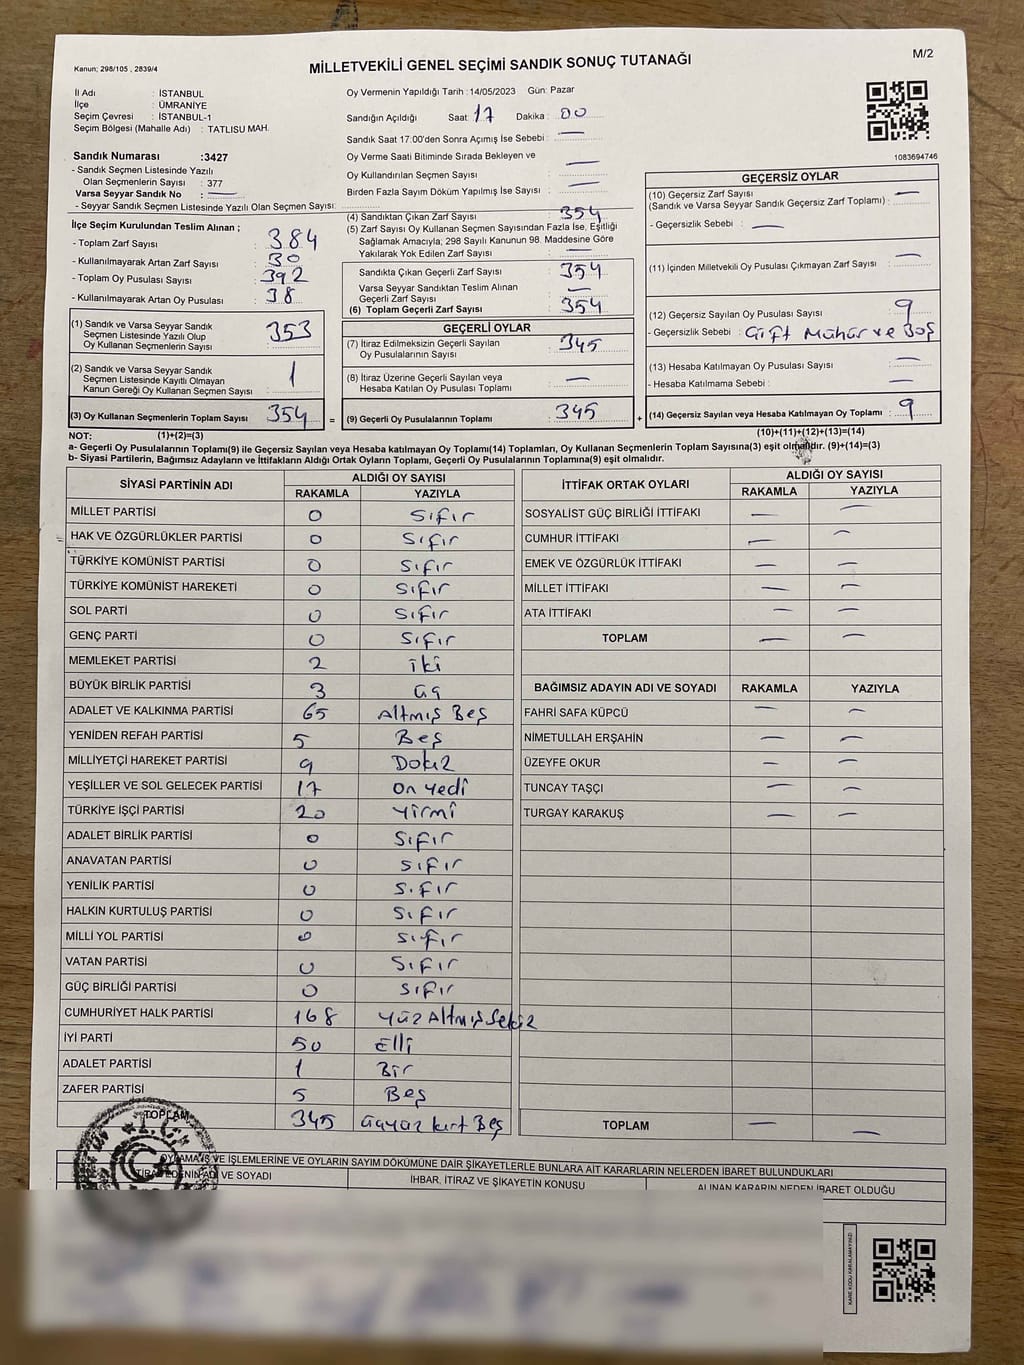 Kanun; 298/105 , 2839/4
MİLLETVEKİLİ GENEL SEÇİMİ SANDIK SONUÇ TUTANAĞI
M/2
İl Adı : İSTANBUL
İlçe : ÜMRANİYE
Seçim Çevresi : İSTANBUL-1
Seçim Bölgesi (Mahalle Adı) : TATLISU MAH.
Sandık Numarası :3427
- Sandık Seçmen Listesinde Yazılı
Olan Seçmenlerin Sayısı : 377
Varsa Seyyar Sandık No : —
- Seyyar Sandık Seçmen Listesinde Yazılı Olan Seçmen Sayısı:
Oy Vermenin Yapıldığı Tarih :14/05/2023 Gün: Pazar
Sandığın Açıldığı Saat : 17 Dakika : 00
Sandık Saat 17:00'den Sonra Açımış İse Sebebi : —
Oy Verme Saati Bitiminde Sırada Bekleyen ve
Oy Kullandırılan Seçmen Sayısı : —
Birden Fazla Sayım Döküm Yapılmış İse Sayısı : —
1083694746
İlçe Seçim Kurulundan Teslim Alınan ;
- Toplam Zarf Sayısı : 384
- Kullanılmayarak Artan Zarf Sayısı : 30
- Toplam Oy Pusulası Sayısı : 392
- Kullanılmayarak Artan Oy Pusulası : 38
(4) Sandıktan Çıkan Zarf Sayısı : 354
(5) Zarf Sayısı Oy Kullanan Seçmen Sayısından Fazla İse, Eşitliği
Sağlamak Amacıyla; 298 Sayılı Kanunun 98. Maddesine Göre
Yakılarak Yok Edilen Zarf Sayısı : —
Sandıkta Çıkan Geçerli Zarf Sayısı : 354
Varsa Seyyar Sandıktan Teslim Alınan
Geçerli Zarf Sayısı : —
(6) Toplam Geçerli Zarf Sayısı : 354
GEÇERSİZ OYLAR
(10) Geçersiz Zarf Sayısı
(Sandık ve Varsa Seyyar Sandık Geçersiz Zarf Toplamı) : —
- Geçersizlik Sebebi : —
(11) İçinden Milletvekili Oy Pusulası Çıkmayan Zarf Sayısı : —
(12) Geçersiz Sayılan Oy Pusulası Sayısı : 9
- Geçersizlik Sebebi : Çift Mühür ve Boş
(13) Hesaba Katılmayan Oy Pusulası Sayısı : —
- Hesaba Katılmama Sebebi : —
(14) Geçersiz Sayılan veya Hesaba Katılmayan Oy Toplamı : 9
(10)+(11)+(12)+(13)=(14)
(1) Sandık ve Varsa Seyyar Sandık
Seçmen Listesinde Yazılı Olup
Oy Kullanan Seçmenlerin Sayısı : 353
(2) Sandık ve Varsa Seyyar Sandık
Seçmen Listesinde Kayıtlı Olmayan
Kanun Gereği Oy Kullanan Seçmen Sayısı : 1
(3) Oy Kullanan Seçmenlerin Toplam Sayısı : 354 =
(1)+(2)=(3)
GEÇERLİ OYLAR
(7) İtiraz Edilmeksizin Geçerli Sayılan
Oy Pusulalarının Sayısı : 345
(8) İtiraz Üzerine Geçerli Sayılan veya
Hesaba Katılan Oy Pusulası Toplamı : —
(9) Geçerli Oy Pusulalarının Toplamı : 345 +
NOT:
a- Geçerli Oy Pusulalarının Toplamı(9) ile Geçersiz Sayılan veya Hesaba katılmayan Oy Toplamı(14) Toplamları, Oy Kullanan Seçmenlerin Toplam Sayısına(3) eşit olmalıdır. (9)+(14)=(3)
b- Siyasi Partilerin, Bağımsız Adayların ve İttifakların Aldığı Ortak Oyların Toplamı, Geçerli Oy Pusulalarının Toplamına(9) eşit olmalıdır.
SİYASİ PARTİNİN ADI ALDIĞI OY SAYISI
RAKAMLA YAZIYLA
MİLLET PARTİSİ 0 Sıfır
HAK VE ÖZGÜRLÜKLER PARTİSİ 0 Sıfır
TÜRKİYE KOMÜNİST PARTİSİ 0 Sıfır
TÜRKİYE KOMÜNİST HAREKETİ 0 Sıfır
SOL PARTİ 0 Sıfır
GENÇ PARTİ 0 Sıfır
MEMLEKET PARTİSİ 2 iki
BÜYÜK BİRLİK PARTİSİ 3 üç
ADALET VE KALKINMA PARTİSİ 65 Altmış Beş
YENİDEN REFAH PARTİSİ 5 Beş
MİLLİYETÇİ HAREKET PARTİSİ 9 Dokuz
YEŞİLLER VE SOL GELECEK PARTİSİ 17 on yedi
TÜRKİYE İŞÇİ PARTİSİ 20 yirmi
ADALET BİRLİK PARTİSİ 0 Sıfır
ANAVATAN PARTİSİ 0 sıfır
YENİLİK PARTİSİ 0 Sıfır
HALKIN KURTULUŞ PARTİSİ 0 Sıfır
MİLLİ YOL PARTİSİ 0 sıfır
VATAN PARTİSİ 0 Sıfır
GÜÇ BİRLİĞİ PARTİSİ 0 Sıfır
CUMHURİYET HALK PARTİSİ 168 yüz Altmış Sekiz
İYİ PARTİ 50 Elli
ADALET PARTİSİ 1 Bir
ZAFER PARTİSİ 5 Beş
TOPLAM 345 üçyüz kırk Beş
İTTİFAK ORTAK OYLARI ALDIĞI OY SAYISI
RAKAMLA YAZIYLA
SOSYALİST GÜÇ BİRLİĞİ İTTİFAKI — —
CUMHUR İTTİFAKI — —
EMEK VE ÖZGÜRLÜK İTTİFAKI — —
MİLLET İTTİFAKI — —
ATA İTTİFAKI — —
TOPLAM — —
BAĞIMSIZ ADAYIN ADI VE SOYADI RAKAMLA YAZIYLA
FAHRİ SAFA KÜPCÜ — —
NİMETULLAH ERŞAHİN — —
ÜZEYFE OKUR — —
TUNCAY TAŞÇI — —
TURGAY KARAKUŞ — —
TOPLAM — —
OYLAMA İŞ VE İŞLEMLERİNE VE OYLARIN SAYIM DÖKÜMÜNE DAİR ŞİKAYETLERLE BUNLARA AİT KARARLARIN NELERDEN İBARET BULUNDUKLARI
İTİRAZ EDENİN ADI VE SOYADI İHBAR, İTİRAZ VE ŞİKAYETİN KONUSU ALINAN KARARIN NEDEN İBARET OLDUĞU
KARE KODU KARALAMAYINIZ!